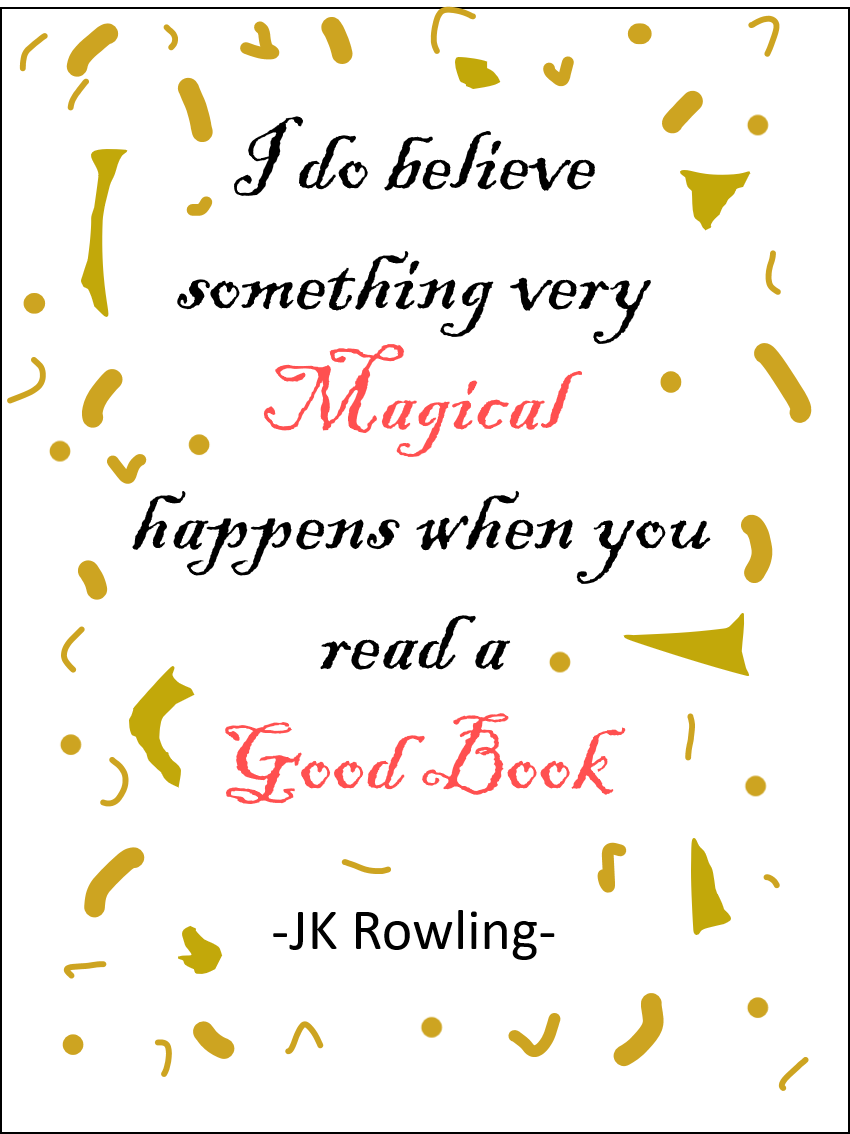 I do believe
something very
Magical
happens when you
read a
Good Book
-JK Rowling-